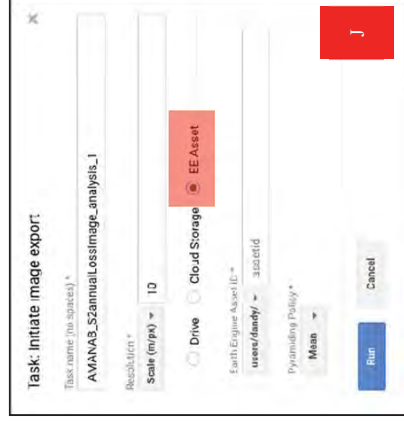 Task: Initiate image export
Task name (no spaces) *
AMANAB_S2annualLossImage_analysis_1
Resolution *
Scale (m/px) 10
Drive Cloud Storage EE Asset
Earth Engine Asset ID *
users/dandy/ assetid
Pyramiding Policy *
Mean
Run Cancel
J